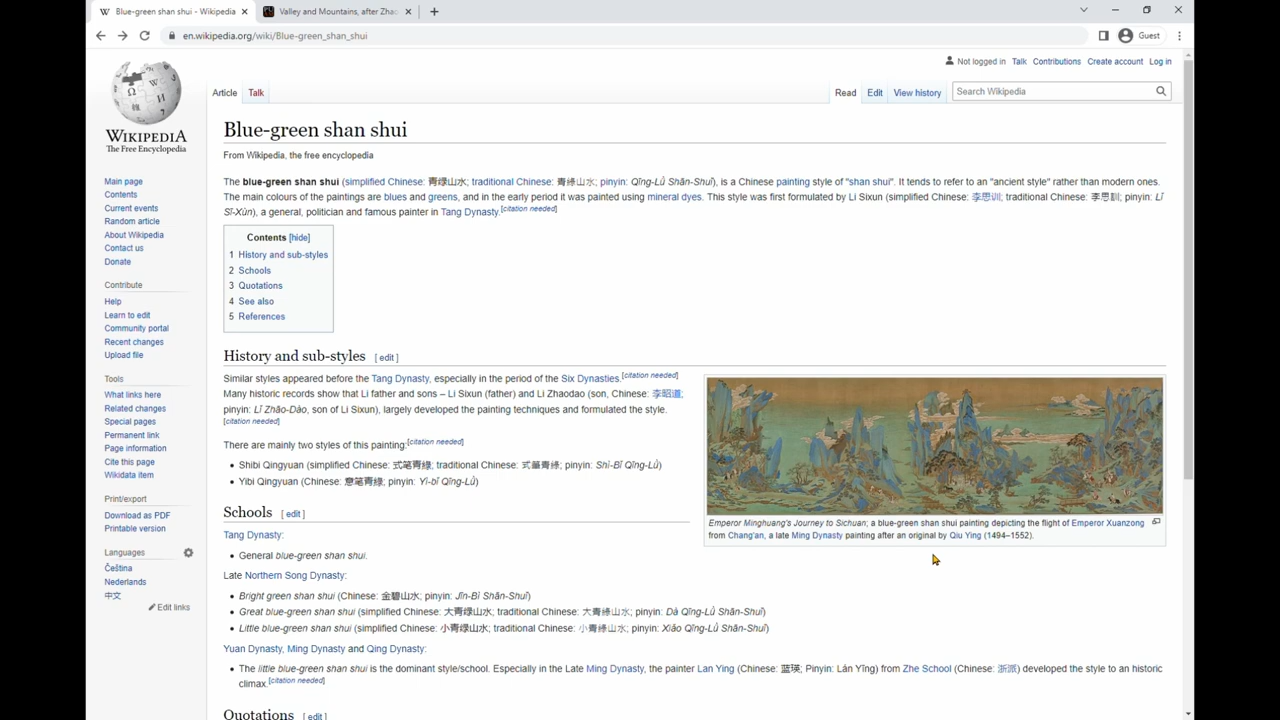 Blue-green shan shui - Wikipedia
Valley and Mountains, after Zhao
en.wikipedia.org/wiki/Blue-green_shan_shui
Guest
Not logged in Talk Contributions Create account Log in
Article Talk
Read Edit View history
Search Wikipedia
WIKIPEDIA
The Free Encyclopedia
Main page
Contents
Current events
Random article
About Wikipedia
Contact us
Donate
Contribute
Help
Learn to edit
Community portal
Recent changes
Upload file
Tools
What links here
Related changes
Special pages
Permanent link
Page information
Cite this page
Wikidata item
Print/export
Download as PDF
Printable version
Languages
Čeština
Nederlands
中文
Edit links
Blue-green shan shui
From Wikipedia, the free encyclopedia
The blue-green shan shui (simplified Chinese: 青绿山水; traditional Chinese: 青綠山水; pinyin: Qīng-Lǜ Shān-Shuǐ), is a Chinese painting style of "shan shui". It tends to refer to an "ancient style" rather than modern ones.
The main colours of the paintings are blues and greens, and in the early period it was painted using mineral dyes. This style was first formulated by Li Sixun (simplified Chinese: 李思训; traditional Chinese: 李思訓; pinyin: Lǐ
Sī-Xùn), a general, politician and famous painter in Tang Dynasty.[citation needed]
Contents [hide]
1 History and sub-styles
2 Schools
3 Quotations
4 See also
5 References
History and sub-styles [ edit ]
Similar styles appeared before the Tang Dynasty, especially in the period of the Six Dynasties.[citation needed]
Many historic records show that Li father and sons – Li Sixun (father) and Li Zhaodao (son, Chinese: 李昭道;
pinyin: Lǐ Zhāo-Dào, son of Li Sixun), largely developed the painting techniques and formulated the style.
[citation needed]
There are mainly two styles of this painting:[citation needed]
• Shibi Qingyuan (simplified Chinese: 式笔青綠; traditional Chinese: 式筆青綠; pinyin: Shì-Bǐ Qīng-Lǜ)
• Yibi Qingyuan (Chinese: 意笔青綠; pinyin: Yì-bǐ Qīng-Lǜ)
Emperor Minghuang's Journey to Sichuan; a blue-green shan shui painting depicting the flight of Emperor Xuanzong
from Chang'an, a late Ming Dynasty painting after an original by Qiu Ying (1494–1552).
Schools [ edit ]
Tang Dynasty:
• General blue-green shan shui.
Late Northern Song Dynasty:
• Bright green shan shui (Chinese: 金碧山水; pinyin: Jīn-Bì Shān-Shuǐ)
• Great blue-green shan shui (simplified Chinese: 大青绿山水; traditional Chinese: 大青綠山水; pinyin: Dà Qīng-Lǜ Shān-Shuǐ)
• Little blue-green shan shui (simplified Chinese: 小青绿山水; traditional Chinese: 小青綠山水; pinyin: Xiǎo Qīng-Lǜ Shān-Shuǐ)
Yuan Dynasty, Ming Dynasty and Qing Dynasty:
• The little blue-green shan shui is the dominant style/school. Especially in the Late Ming Dynasty, the painter Lan Ying (Chinese: 蓝瑛; Pinyin: Lán Yīng) from Zhe School (Chinese: 浙派) developed the style to an historic
climax.[citation needed]
Quotations [ edit ]